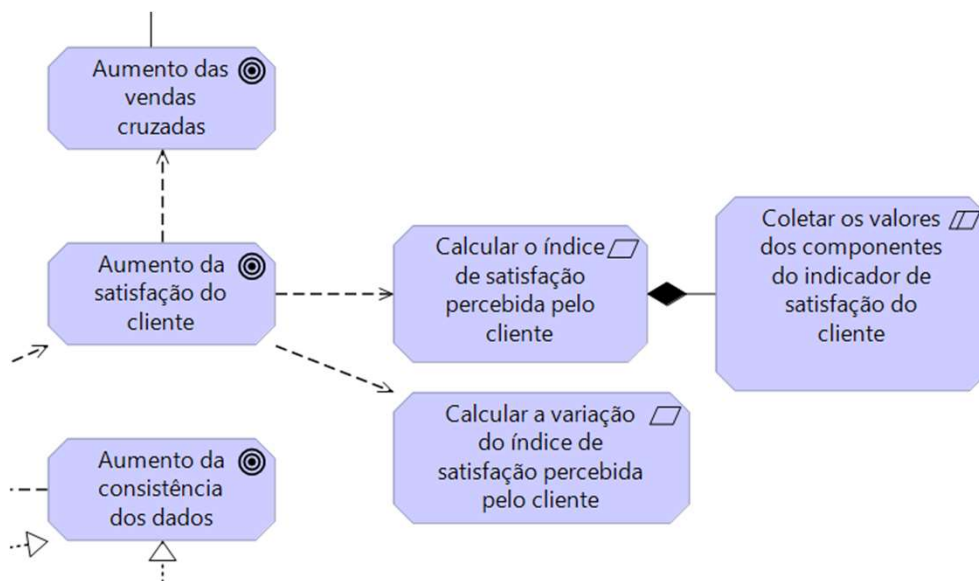 Aumento das
vendas
cruzadas
Aumento da
satisfação do
cliente
Calcular o índice
de satisfação
percebida pelo
cliente
Coletar os valores
dos componentes
do indicador de
satisfação do
cliente
Calcular a variação
do índice de
satisfação percebida
pelo cliente
Aumento da
consistência
dos dados